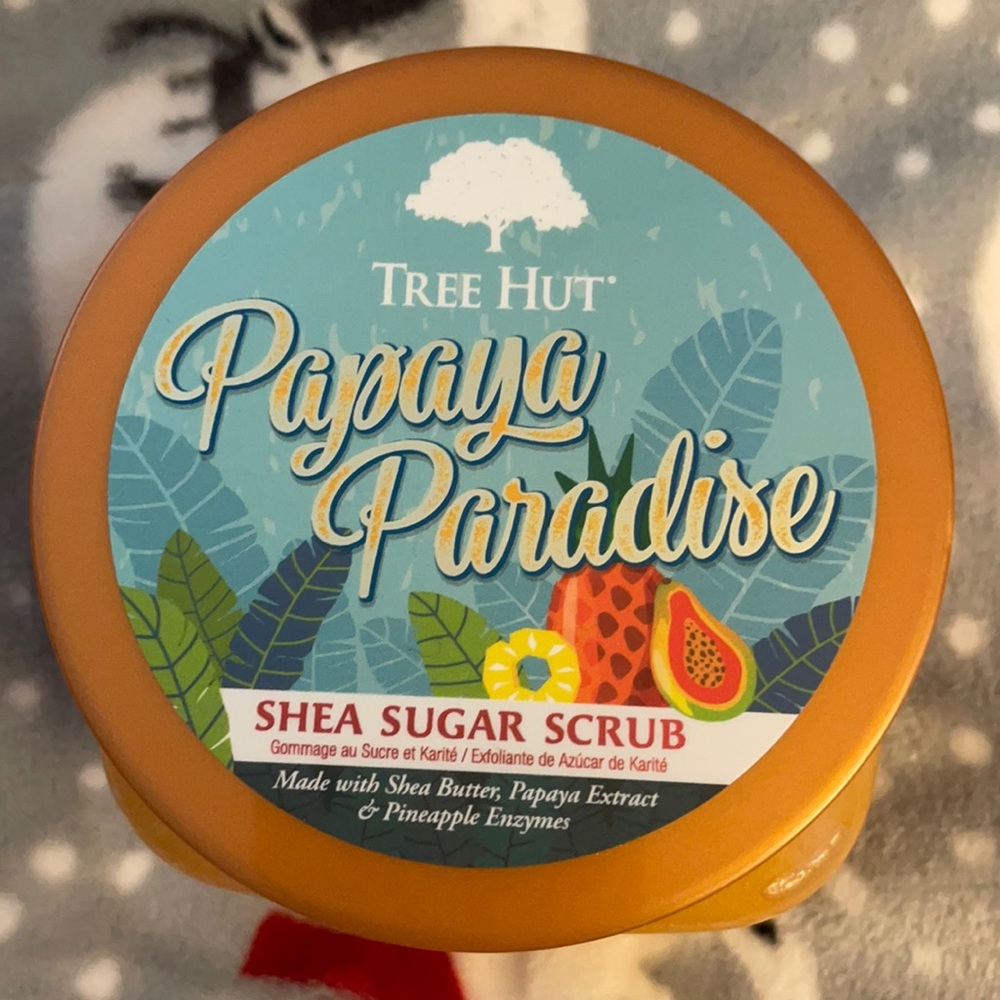 TREE HUT
Papaya
Paradise
SHEA SUGAR SCRUB
Gommage au Sucre et Karité / Exfoliante de Azúcar de Karité
Made with Shea Butter, Papaya Extract
& Pineapple Enzymes